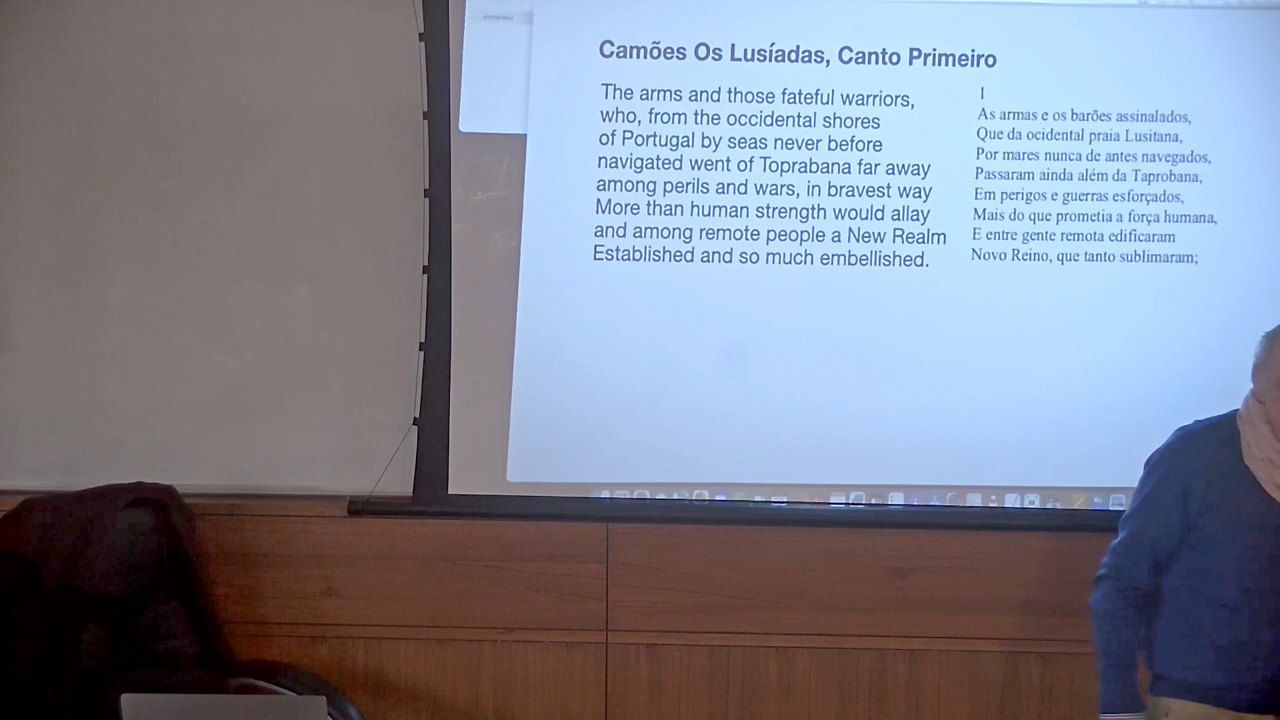 Camões Os Lusíadas, Canto Primeiro
The arms and those fateful warriors,
who, from the occidental shores
of Portugal by seas never before
navigated went of Toprabana far away
among perils and wars, in bravest way
More than human strength would allay
and among remote people a New Realm
Established and so much embellished.
I
As armas e os barões assinalados,
Que da ocidental praia Lusitana,
Por mares nunca de antes navegados,
Passaram ainda além da Taprobana,
Em perigos e guerras esforçados,
Mais do que prometia a força humana,
E entre gente remota edificaram
Novo Reino, que tanto sublimaram;